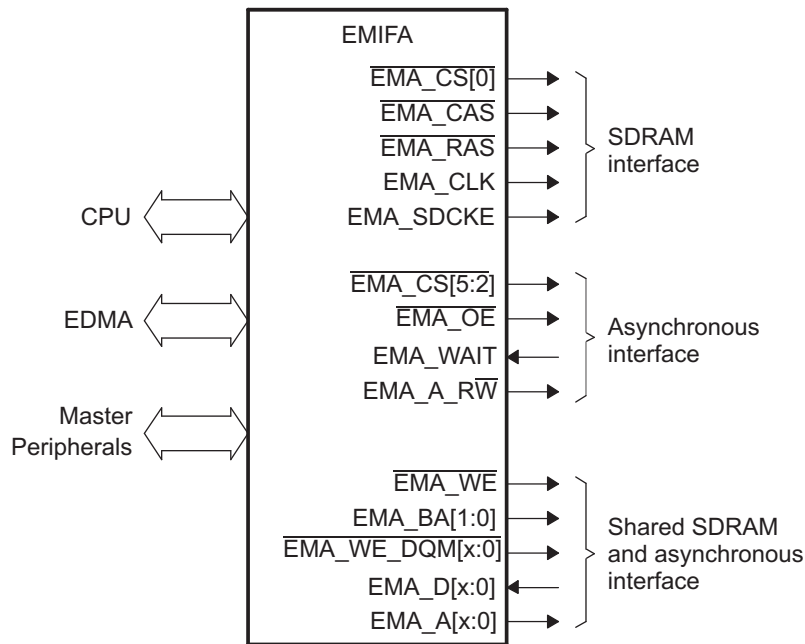 EMIFA
EMA_CS[0]
EMA_CAS
EMA_RAS
EMA_CLK
EMA_SDCKE
SDRAM
interface
CPU
EMA_CS[5:2]
EMA_OE
EMA_WAIT
EMA_A_RW
Asynchronous
interface
EDMA
Master
Peripherals
EMA_WE
EMA_BA[1:0]
EMA_WE_DQM[x:0]
EMA_D[x:0]
EMA_A[x:0]
Shared SDRAM
and asynchronous
interface